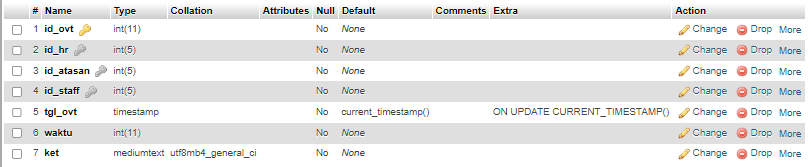 # Name Type Collation Attributes Null Default Comments Extra Action
1 id_ovt int(11) No None Change Drop More
2 id_hr int(5) No None Change Drop More
3 id_atasan int(5) No None Change Drop More
4 id_staff int(5) No None Change Drop More
5 tgl_ovt timestamp No current_timestamp() ON UPDATE CURRENT_TIMESTAMP() Change Drop More
6 waktu int(11) No None Change Drop More
7 ket mediumtext utf8mb4_general_ci No None Change Drop More